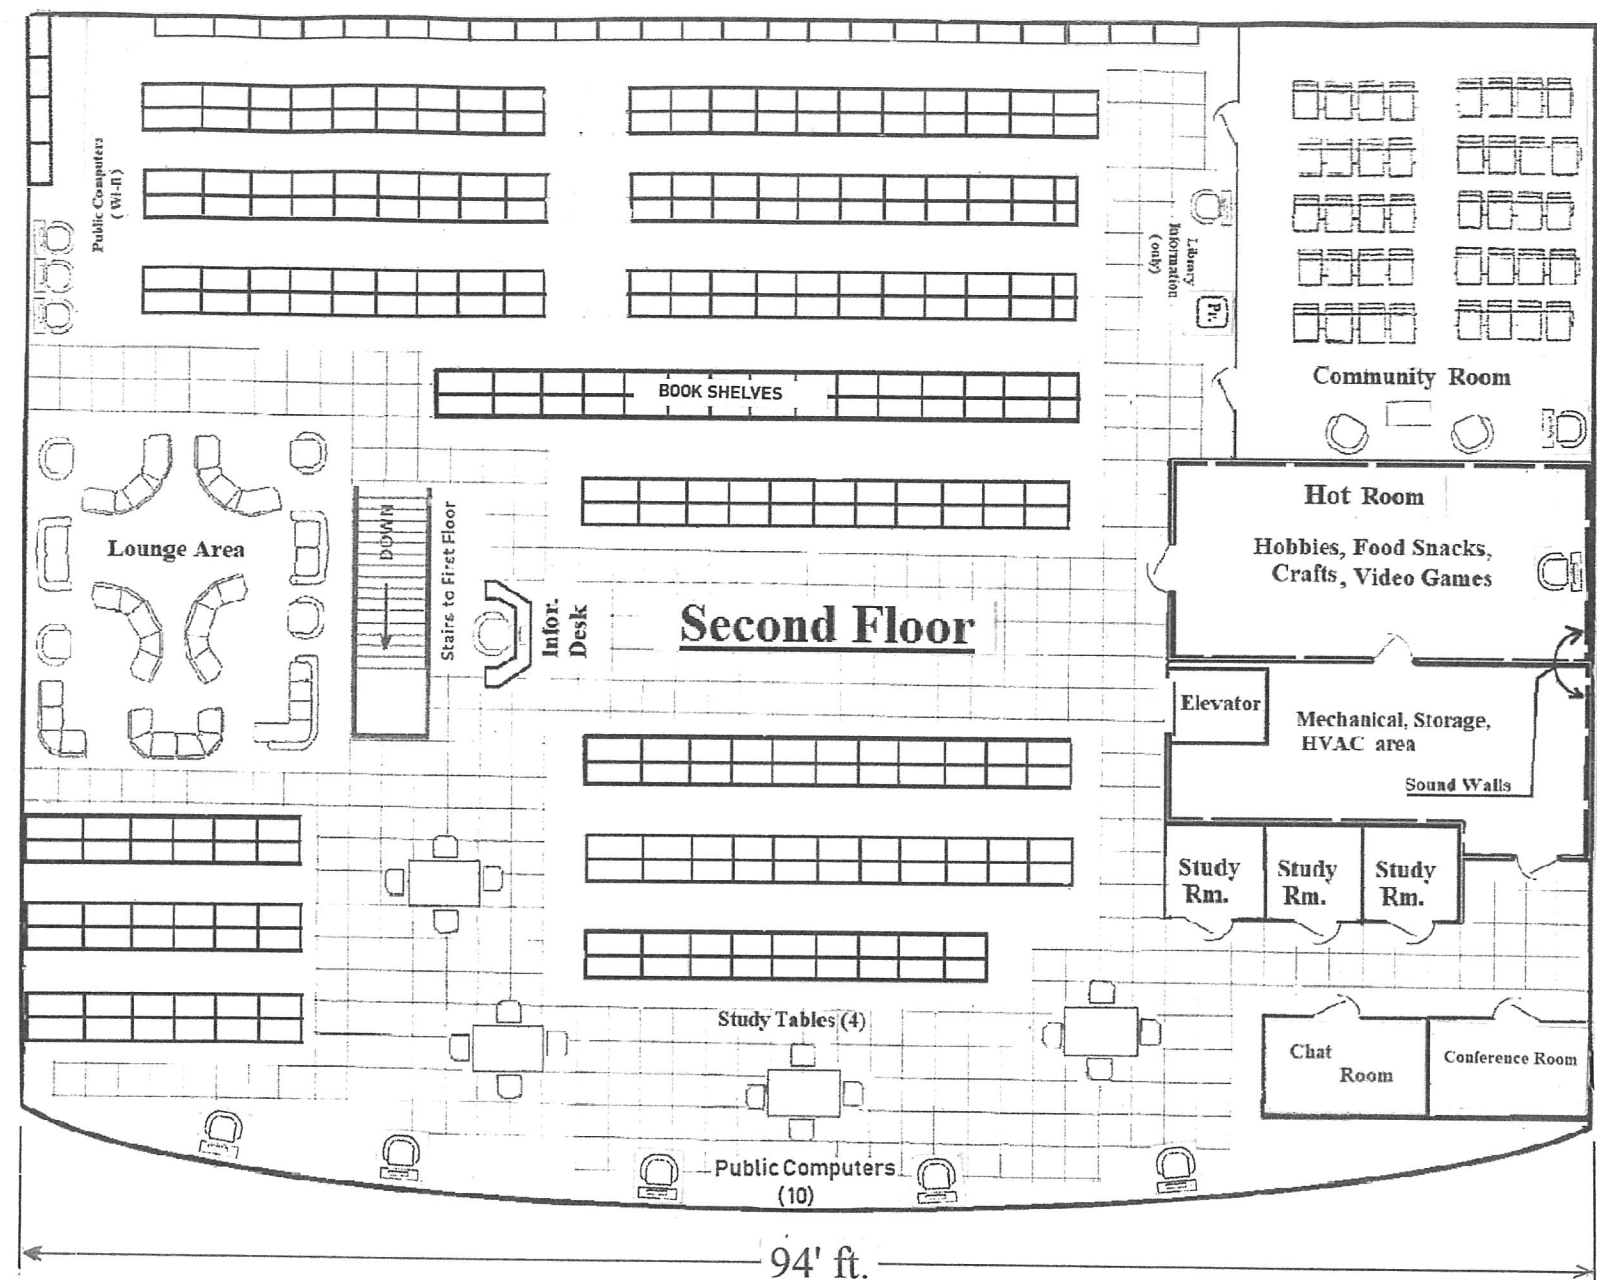 Public Computers
(Wi-fi)
Library
Information
(only)
Pr.
Community Room
BOOK SHELVES
Hot Room
Hobbies, Food Snacks,
Crafts, Video Games
Lounge Area
DOWN
Stairs to First Floor
Infor.
Desk
Second Floor
Elevator
Mechanical, Storage,
HVAC area
Sound Walls
Study
Rm.
Study
Rm.
Study
Rm.
Study Tables (4)
Chat
Room
Conference Room
Public Computers
(10)
94' ft.